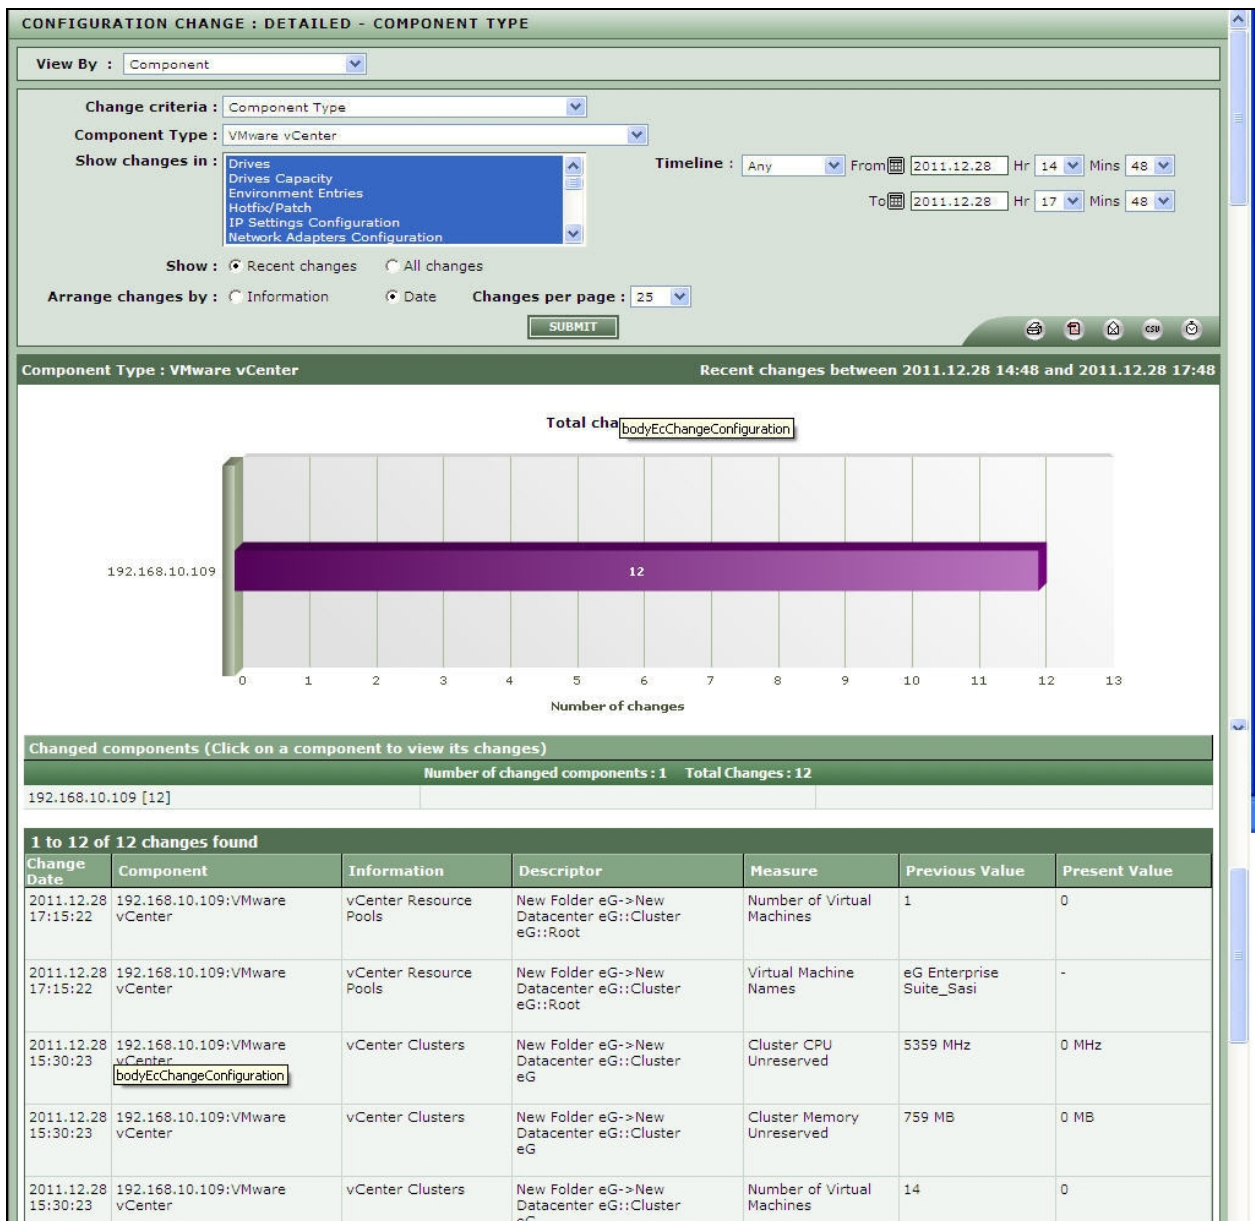 CONFIGURATION CHANGE : DETAILED - COMPONENT TYPE
View By : Component
Change criteria : Component Type
Component Type : VMware vCenter
Show changes in : Drives
Drives Capacity
Environment Entries
Hotfix/Patch
IP Settings Configuration
Network Adapters Configuration
Timeline : Any From 2011.12.28 Hr 14 Mins 48
To 2011.12.28 Hr 17 Mins 48
Show : Recent changes All changes
Arrange changes by : Information Date Changes per page : 25
SUBMIT
CSV
Component Type : VMware vCenter Recent changes between 2011.12.28 14:48 and 2011.12.28 17:48
Total cha
bodyEcChangeConfiguration
192.168.10.109 12
0 1 2 3 4 5 6 7 8 9 10 11 12 13
Number of changes
Changed components (Click on a component to view its changes)
Number of changed components : 1 Total Changes : 12
192.168.10.109 [12]
1 to 12 of 12 changes found
Change Date Component Information Descriptor Measure Previous Value Present Value
2011.12.28 192.168.10.109:VMware vCenter Resource New Folder eG->New Number of Virtual 1 0
17:15:22 vCenter Pools Datacenter eG::Cluster Machines
eG::Root
2011.12.28 192.168.10.109:VMware vCenter Resource New Folder eG->New Virtual Machine eG Enterprise -
17:15:22 vCenter Pools Datacenter eG::Cluster Names Suite_Sasi
eG::Root
2011.12.28 192.168.10.109:VMware vCenter Clusters New Folder eG->New Cluster CPU 5359 MHz 0 MHz
15:30:23 vCenter Datacenter eG::Cluster Unreserved
bodyEcChangeConfiguration eG
2011.12.28 192.168.10.109:VMware vCenter Clusters New Folder eG->New Cluster Memory 759 MB 0 MB
15:30:23 vCenter Datacenter eG::Cluster Unreserved
eG
2011.12.28 192.168.10.109:VMware vCenter Clusters New Folder eG->New Number of Virtual 14 0
15:30:23 vCenter Datacenter eG::Cluster Machines